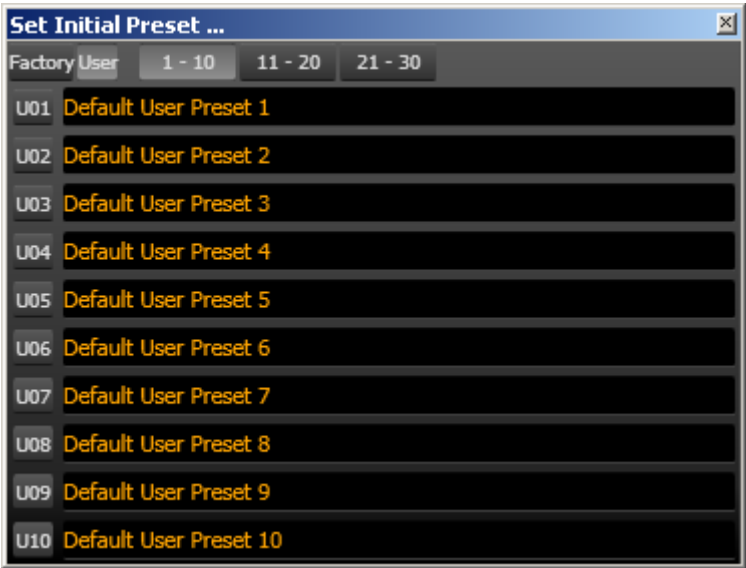 Set Initial Preset ...
Factory User 1 - 10 11 - 20 21 - 30
U01 Default User Preset 1
U02 Default User Preset 2
U03 Default User Preset 3
U04 Default User Preset 4
U05 Default User Preset 5
U06 Default User Preset 6
U07 Default User Preset 7
U08 Default User Preset 8
U09 Default User Preset 9
U10 Default User Preset 10